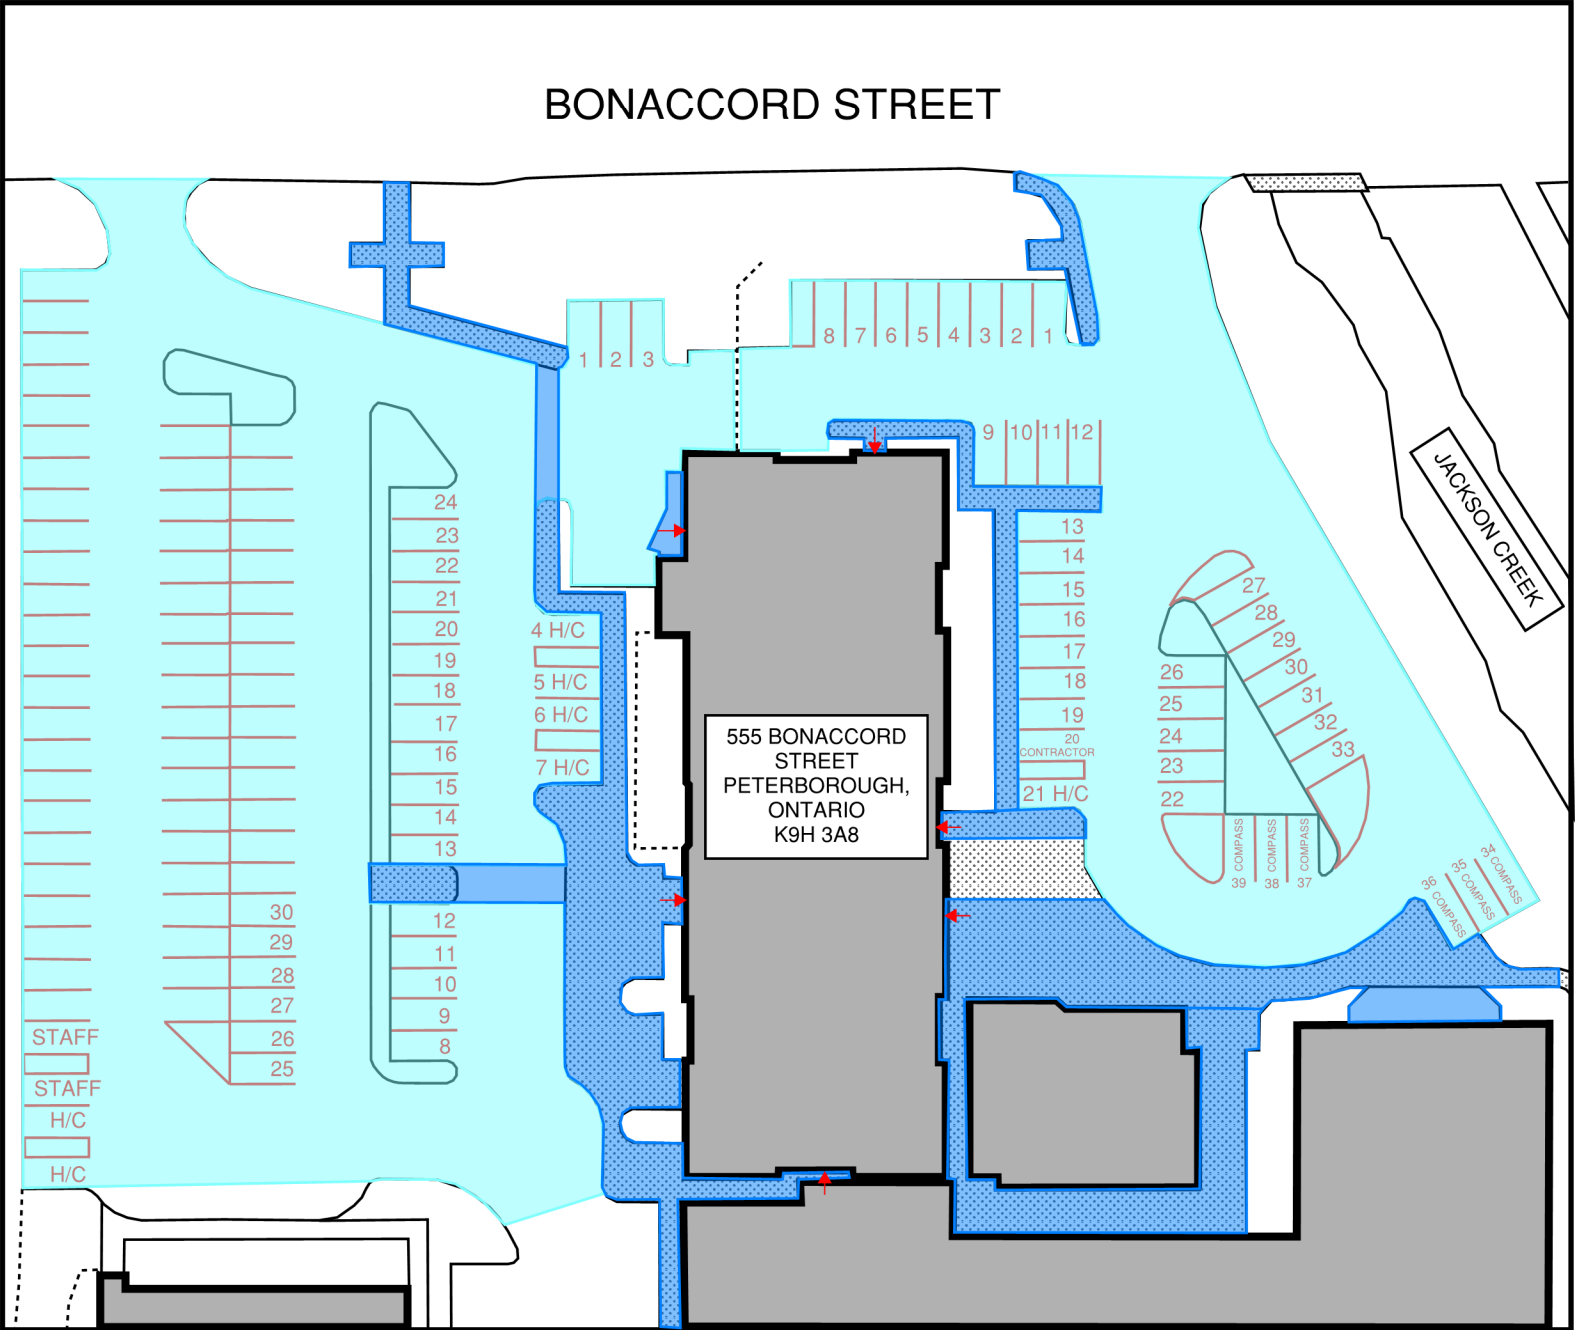 BONACCORD STREET
1
2
3
8
7
6
5
4
3
2
1
9
10
11
12
24
23
22
21
20
19
18
17
16
15
14
13
12
11
10
9
8
4 H/C
5 H/C
6 H/C
7 H/C
30
29
28
27
26
25
STAFF
STAFF
H/C
H/C
555 BONACCORD
STREET
PETERBOROUGH,
ONTARIO
K9H 3A8
13
14
15
16
17
18
19
20
CONTRACTOR
21 H/C
26
25
24
23
22
27
28
29
30
31
32
33
39 COMPASS
38 COMPASS
37 COMPASS
36 COMPASS
35 COMPASS
34 COMPASS
JACKSON CREEK